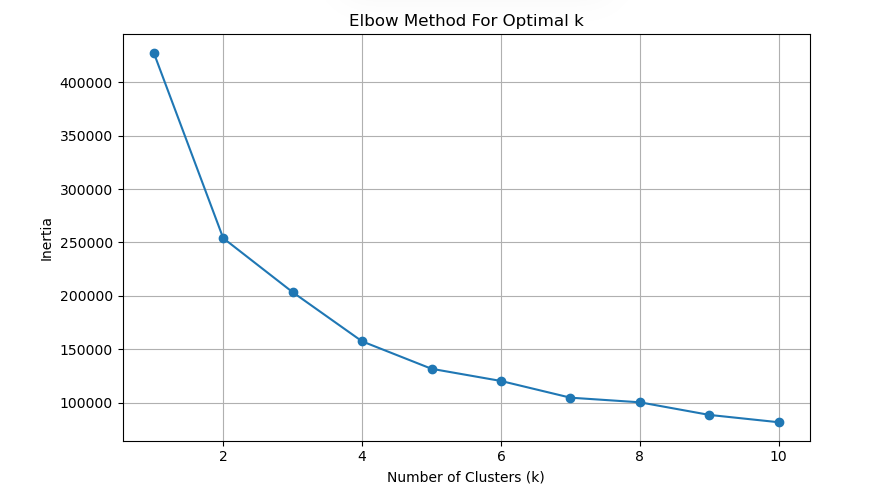 Elbow Method For Optimal k
400000
350000
300000
250000
200000
150000
100000
Inertia
2 4 6 8 10
Number of Clusters (k)